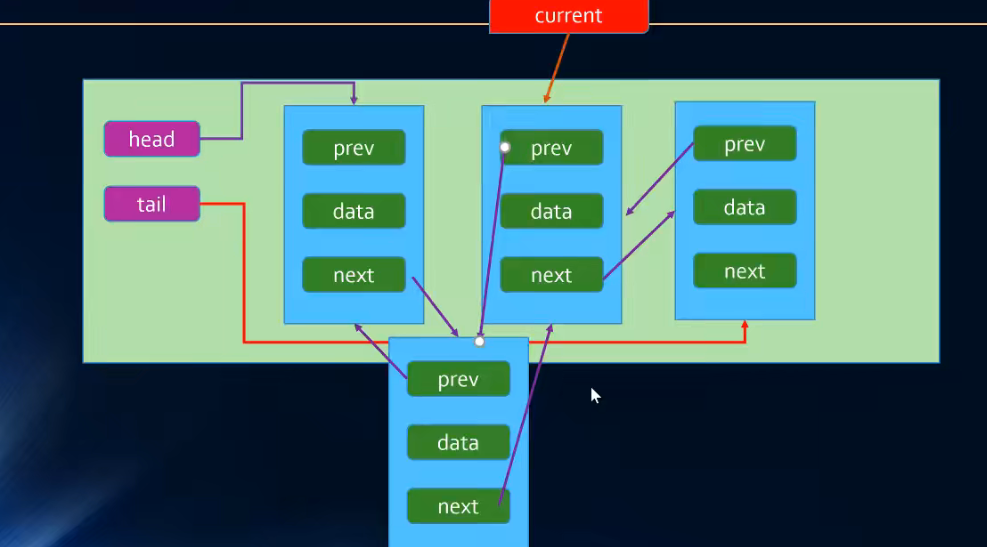 current
head
tail
prev
data
next
prev
data
next
prev
data
next
prev
data
next